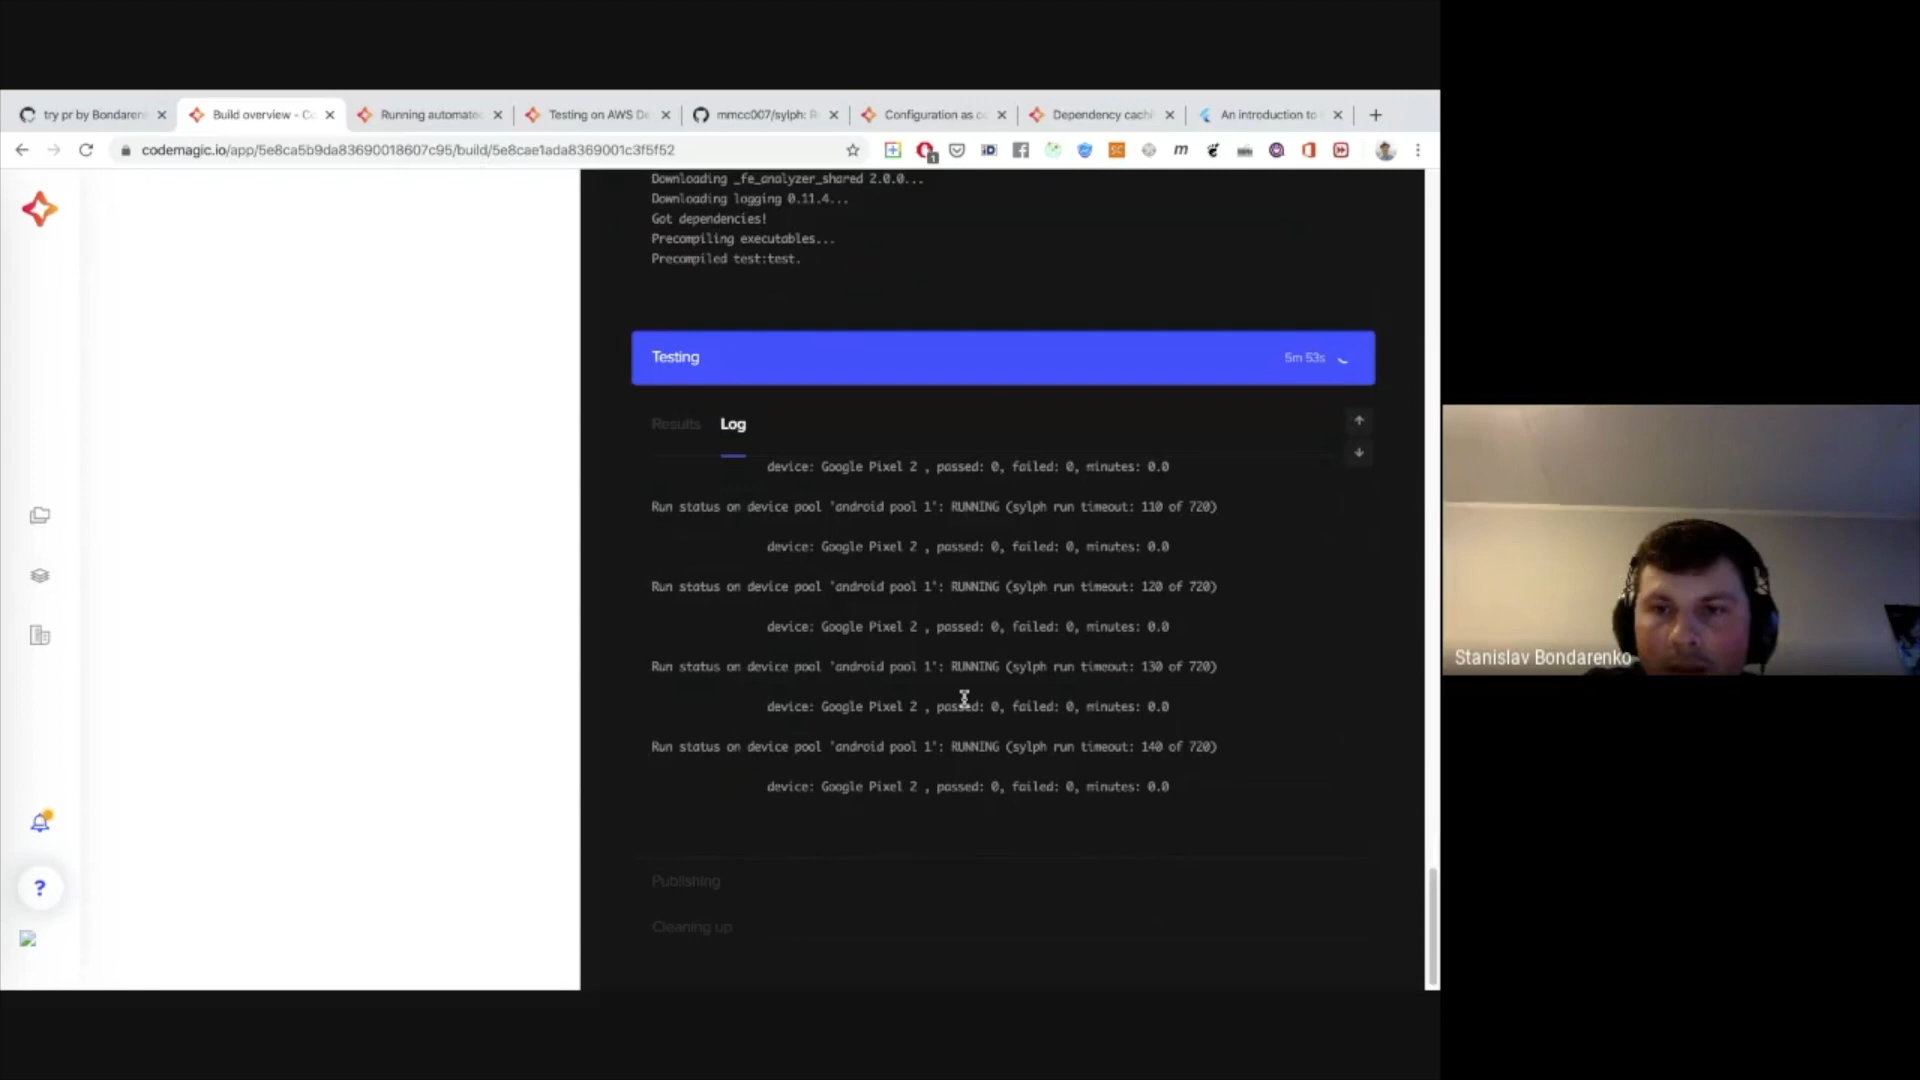 try pr by Bondaren
Build overview - Co
Running automate
Testing on AWS De
mmcc007/sylph: R
Configuration as c
Dependency cachi
An introduction to
codemagic.io/app/5e8ca5b9da83690018607c95/build/5e8cae1ada8369001c3f5f52
Downloading _fe_analyzer_shared 2.0.0...
Downloading logging 0.11.4...
Got dependencies!
Precompiling executables...
Precompiled test:test.
Testing
5m 53s
Results
Log
device: Google Pixel 2 , passed: 0, failed: 0, minutes: 0.0
Run status on device pool 'android pool 1': RUNNING (sylph run timeout: 110 of 720)
device: Google Pixel 2 , passed: 0, failed: 0, minutes: 0.0
Run status on device pool 'android pool 1': RUNNING (sylph run timeout: 120 of 720)
device: Google Pixel 2 , passed: 0, failed: 0, minutes: 0.0
Run status on device pool 'android pool 1': RUNNING (sylph run timeout: 130 of 720)
device: Google Pixel 2 , passed: 0, failed: 0, minutes: 0.0
Run status on device pool 'android pool 1': RUNNING (sylph run timeout: 140 of 720)
device: Google Pixel 2 , passed: 0, failed: 0, minutes: 0.0
Publishing
Cleaning up
?
Stanislav Bondarenko